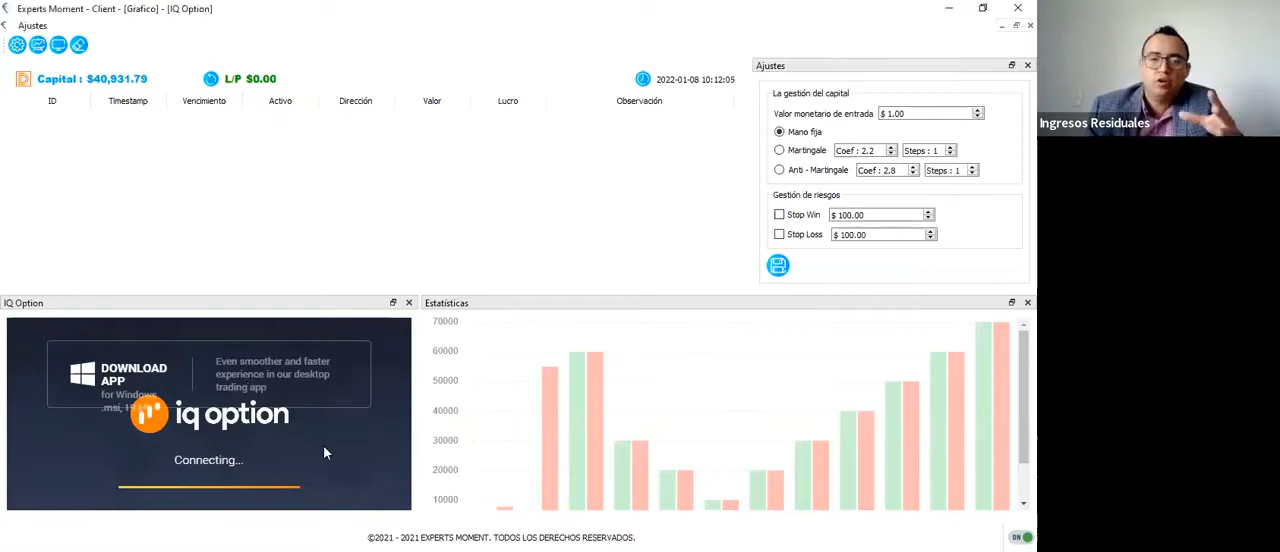 Experts Moment - Client - [Grafico] - [IQ Option]
Ajustes
Capital : $40,931.79
L/P $0.00
2022-01-08 10:12:05
ID Timestamp Vencimiento Activo Dirección Valor Lucro Observación
Ajustes
La gestión del capital
Valor monetario de entrada $ 1.00
Mano fija
Martingale Coef : 2.2 Steps : 1
Anti - Martingale Coef : 2.8 Steps : 1
Gestión de riesgos
Stop Win $ 100.00
Stop Loss $ 100.00
Ingresos Residuales
IQ Option
DOWNLOAD
APP
for Windows
.msi, 19
Even smoother and faster
experience in our desktop
trading app
iq option
Connecting...
Estatísticas
70000
60000
50000
40000
30000
20000
10000
©2021 - 2021 EXPERTS MOMENT. TODOS LOS DERECHOS RESERVADOS.
ON